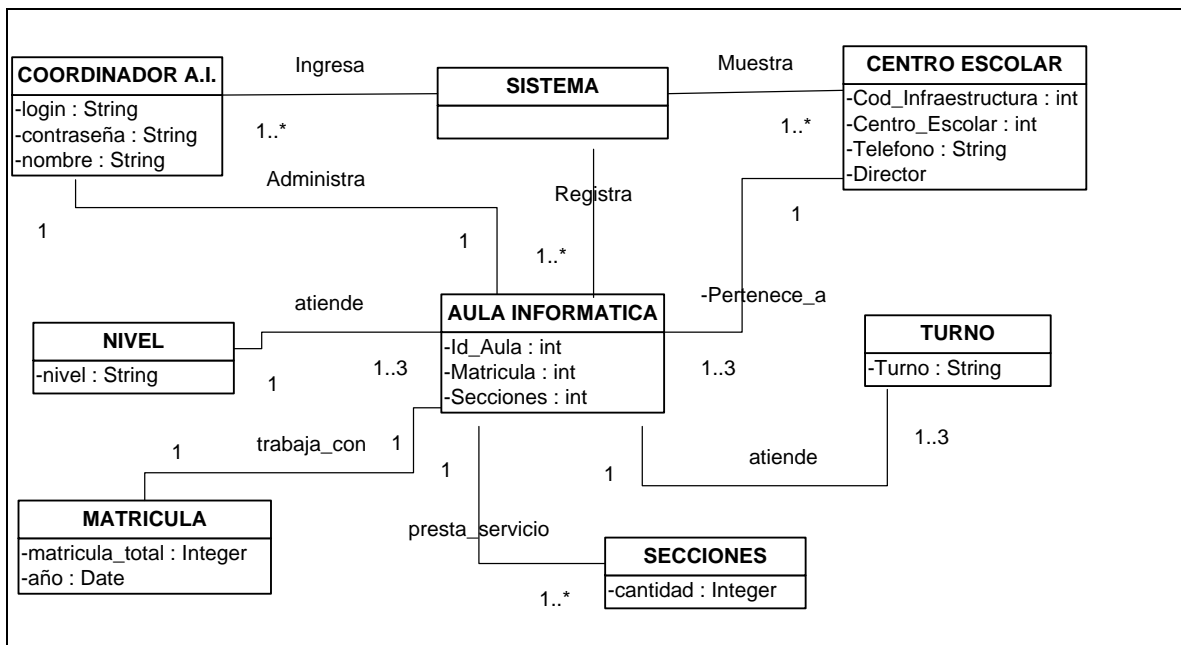 COORDINADOR A.I.
-login : String
-contraseña : String
-nombre : String
Ingresa
1..*
SISTEMA
Muestra
1..*
CENTRO ESCOLAR
-Cod_Infraestructura : int
-Centro_Escolar : int
-Telefono : String
-Director
Administra
1
1
Registra
1..*
1
-Pertenece_a
1..3
atiende
1
1..3
NIVEL
-nivel : String
AULA INFORMATICA
-Id_Aula : int
-Matricula : int
-Secciones : int
TURNO
-Turno : String
1..3
atiende
1
trabaja_con
1
1
MATRICULA
-matricula_total : Integer
-año : Date
1
presta_servicio
1..*
SECCIONES
-cantidad : Integer